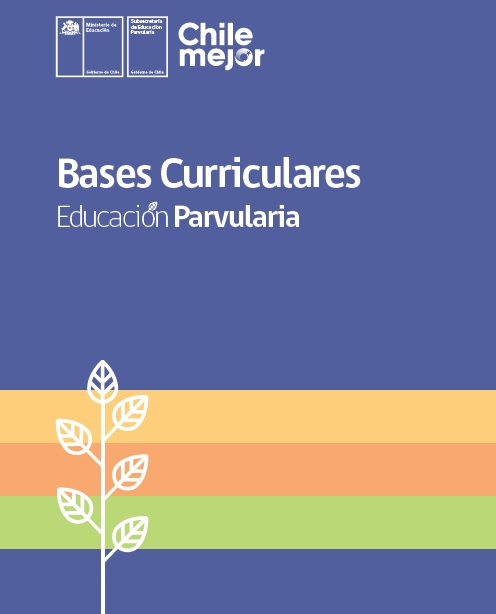 Ministerio de
Educación
Gobierno de Chile
Subsecretaría
de Educación
Parvularia
Gobierno de Chile
Chile
mejor
Bases Curriculares
Educación Parvularia